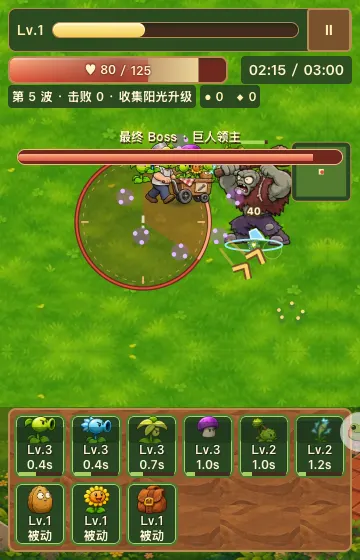 Lv.1
II
♥ 80 / 125
02:15 / 03:00
第 5 波 · 击败 0 · 收集阳光升级
● 0 ◆ 0
最终 Boss · 巨人领主
40
Lv.3 Lv.3 Lv.3 Lv.3 Lv.2 Lv.2
0.4s 0.4s 0.7s 1.0s 1.0s 1.2s
Lv.1 Lv.1 Lv.1
被动 被动 被动